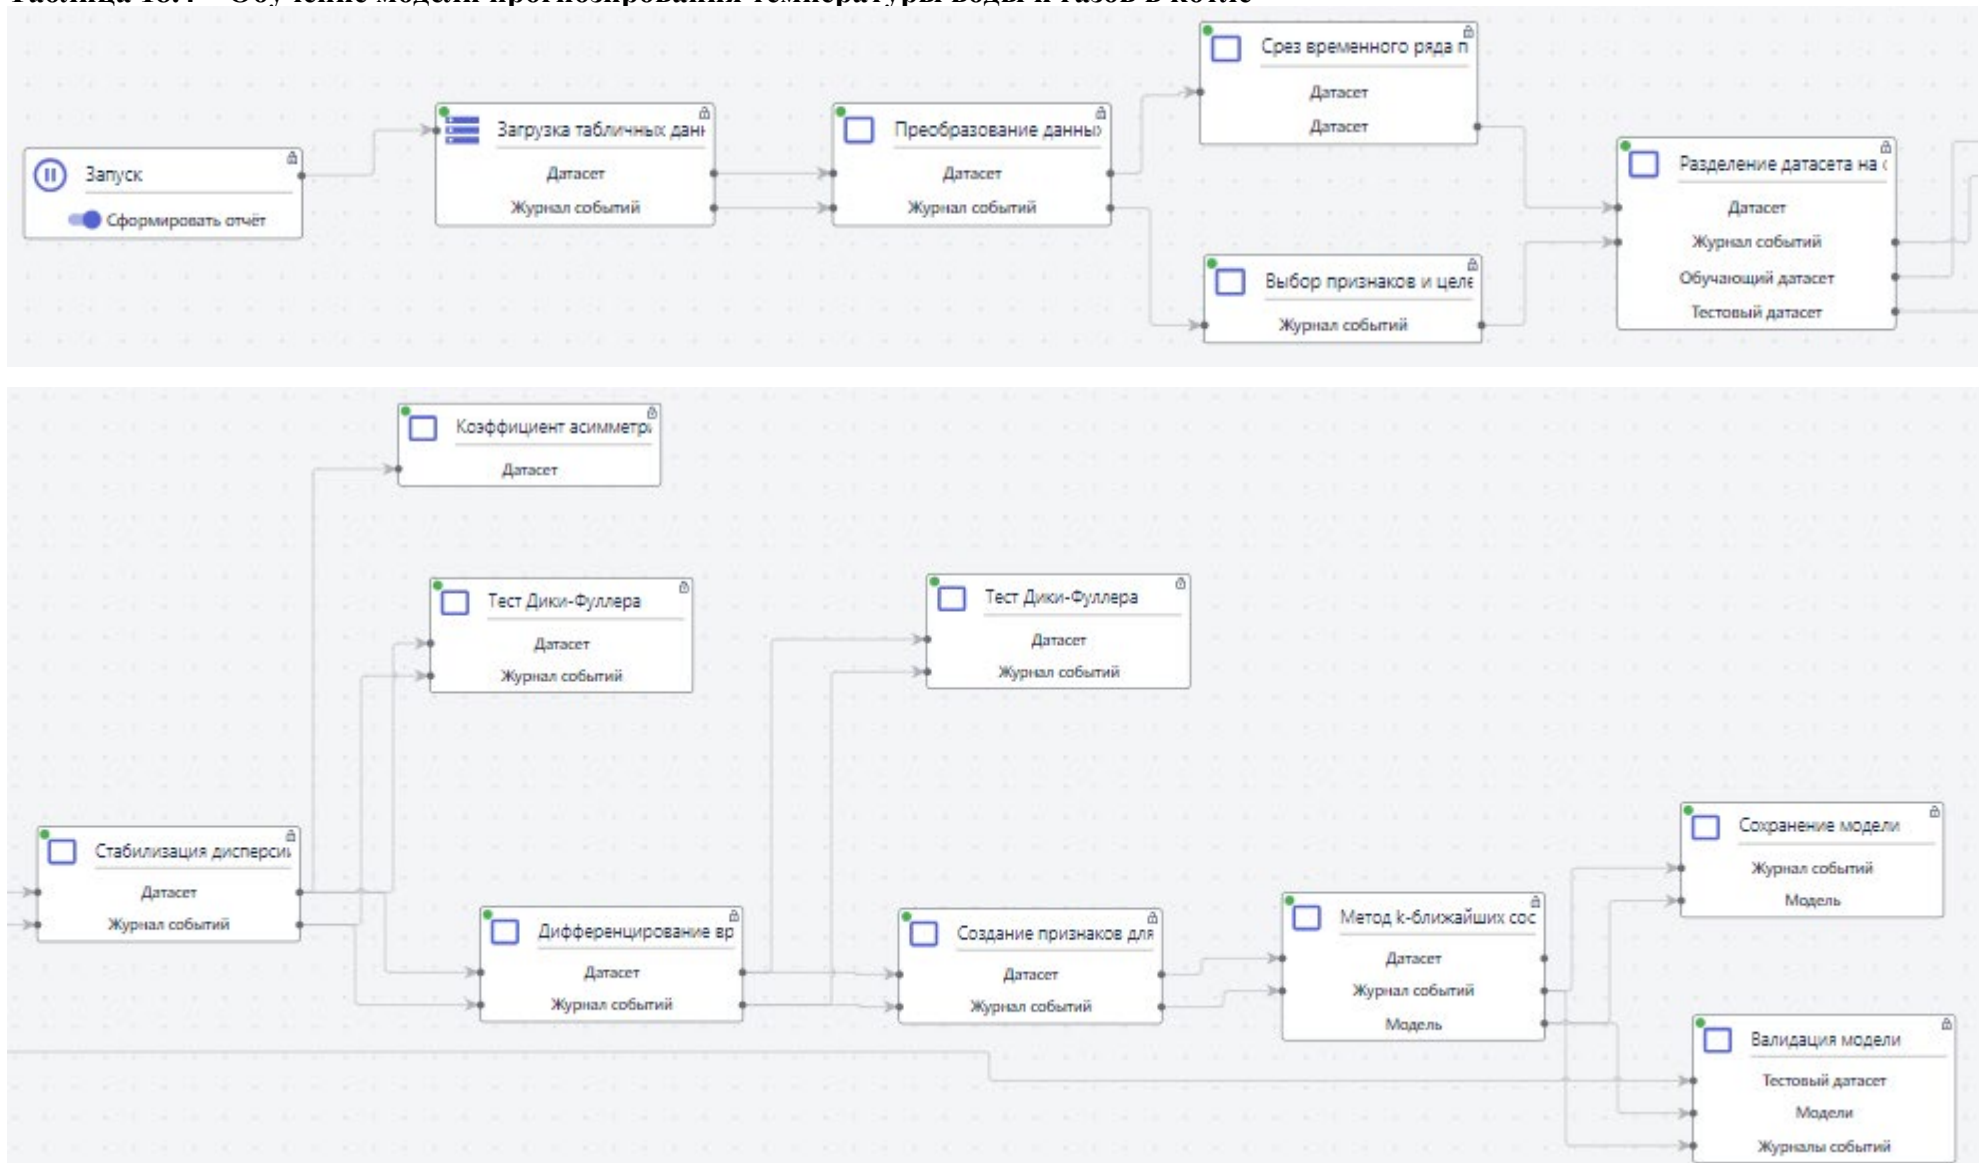 Срез временного ряда п
Датасет
Датасет
Загрузка табличных данн
Датасет
Журнал событий
Преобразование данных
Датасет
Журнал событий
Запуск
Сформировать отчёт
Разделение датасета на с
Датасет
Журнал событий
Обучающий датасет
Тестовый датасет
Выбор признаков и целе
Журнал событий
Коэффициент асимметри
Датасет
Тест Дики-Фуллера
Датасет
Журнал событий
Тест Дики-Фуллера
Датасет
Журнал событий
Стабилизация дисперсии
Датасет
Журнал событий
Дифференцирование вр
Датасет
Журнал событий
Создание признаков для
Датасет
Журнал событий
Метод k-ближайших сос
Датасет
Журнал событий
Модель
Сохранение модели
Журнал событий
Модель
Валидация модели
Тестовый датасет
Модели
Журналы событий